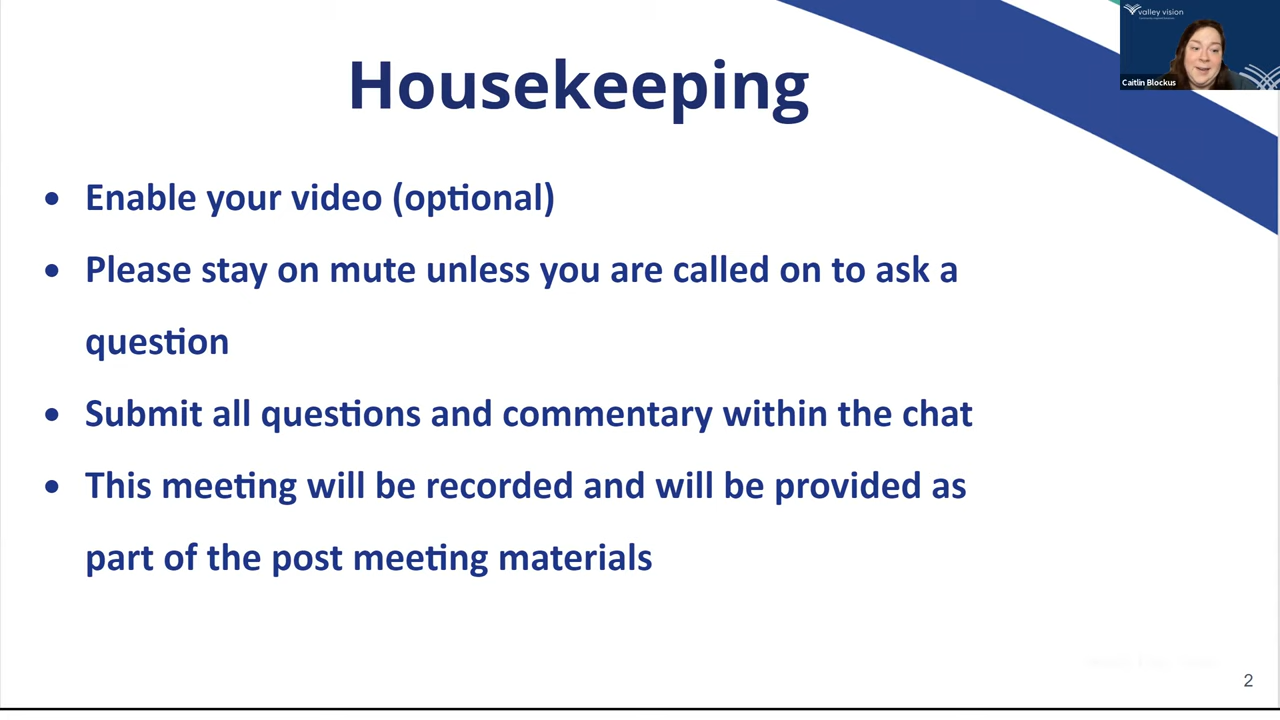 Housekeeping
valley vision
Caitlin Blockus
• Enable your video (optional)
• Please stay on mute unless you are called on to ask a
question
• Submit all questions and commentary within the chat
• This meeting will be recorded and will be provided as
part of the post meeting materials
2